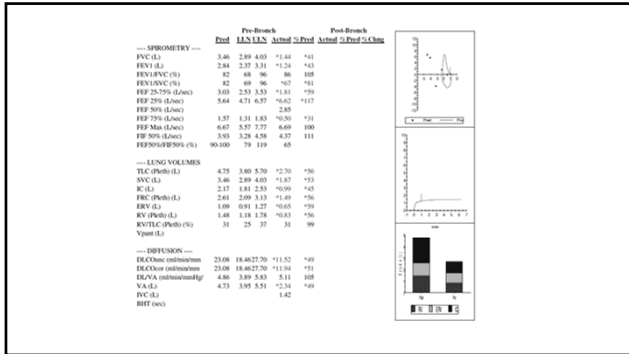 Pre-Bronch Post-Bronch
Pred LLN ULN Actual % Pred Actual % Pred % Chng
---- SPIROMETRY ----
FVC (L) 3.46 2.89 4.03 *1.44 *41
FEV1 (L) 2.84 2.37 3.31 *1.24 *43
FEV1/FVC (%) 82 68 96 86 105
FEV1/SVC (%) 82 69 96 *67 *81
FEF 25-75% (L/sec) 3.03 2.53 3.53 *1.81 *59
FEF 25% (L/sec) 5.64 4.71 6.57 *6.62 *117
FEF 50% (L/sec) 2.85
FEF 75% (L/sec) 1.57 1.31 1.83 *0.50 *31
FEF Max (L/sec) 6.67 5.57 7.77 6.69 100
FIF 50% (L/sec) 3.93 3.28 4.58 4.37 111
FEF50%/FIF50% (%) 90-100 79 119 65
---- LUNG VOLUMES
TLC (Pleth) (L) 4.75 3.80 5.70 *2.70 *56
SVC (L) 3.46 2.89 4.03 *1.87 *53
IC (L) 2.17 1.81 2.53 *0.99 *45
FRC (Pleth) (L) 2.61 2.09 3.13 *1.49 *56
ERV (L) 1.09 0.91 1.27 *0.65 *59
RV (Pleth) (L) 1.48 1.18 1.78 *0.83 *56
RV/TLC (Pleth) (%) 31 25 37 31 99
Vpant (L)
---- DIFFUSION ----
DLCOunc (ml/min/mm 23.08 18.46 27.70 *11.52 *49
DLCOcor (ml/min/mm 23.08 18.46 27.70 *11.94 *51
DL/VA (ml/min/mmHg/ 4.86 3.89 5.83 5.11 105
VA (L) 4.73 3.95 5.51 *2.34 *49
IVC (L) 1.42
BHT (sec)